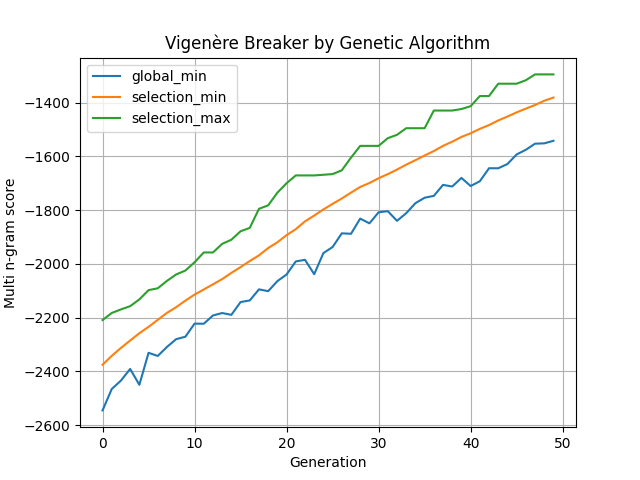 Vigenère Breaker by Genetic Algorithm
global_min
selection_min
selection_max
Multi n-gram score
−1400
−1600
−1800
−2000
−2200
−2400
−2600
0 10 20 30 40 50
Generation